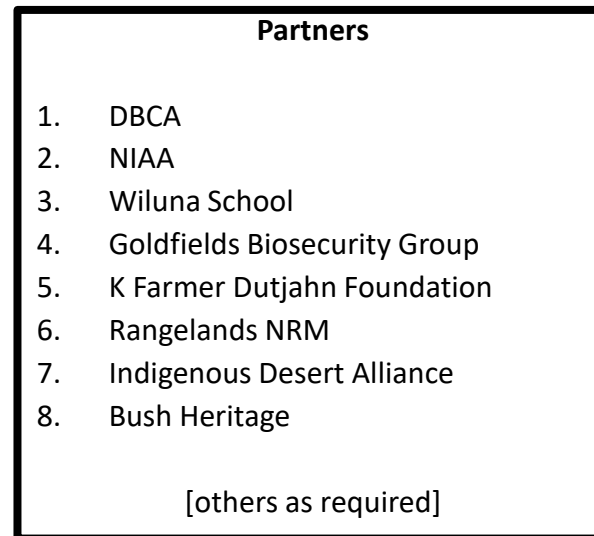 Partners
1. DBCA
2. NIAA
3. Wiluna School
4. Goldfields Biosecurity Group
5. K Farmer Dutjahn Foundation
6. Rangelands NRM
7. Indigenous Desert Alliance
8. Bush Heritage
[others as required]